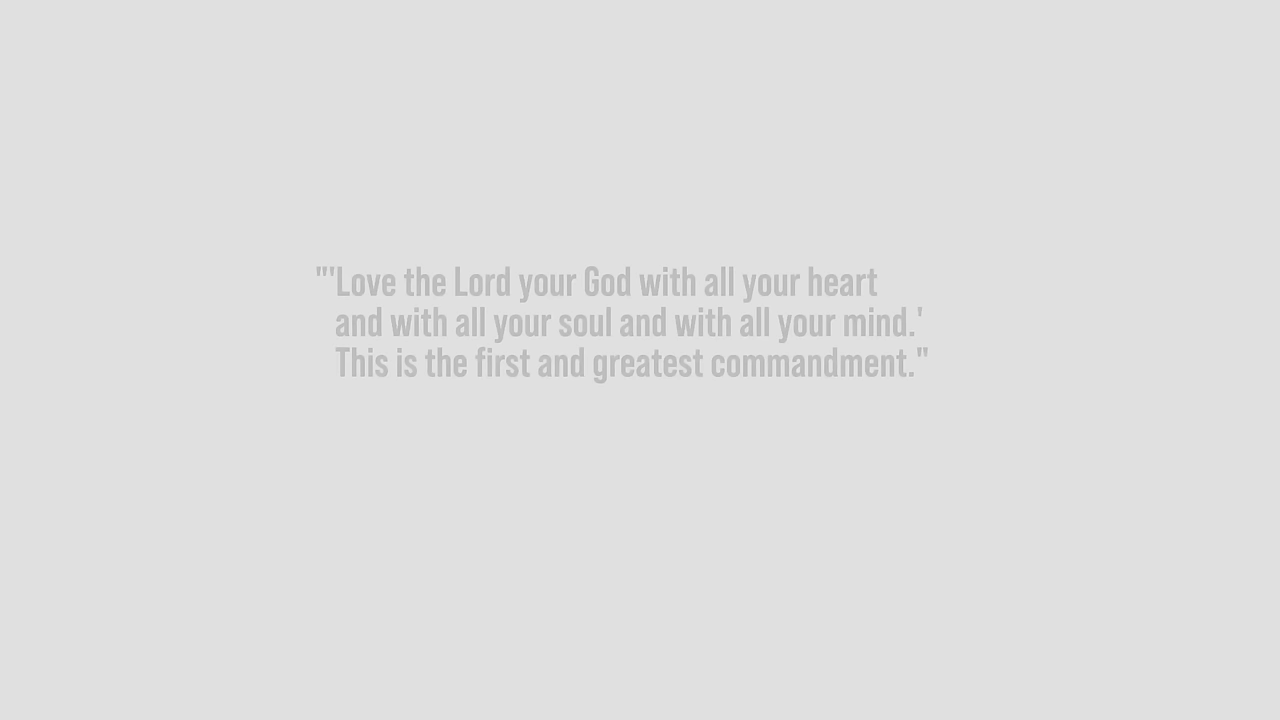 "'Love the Lord your God with all your heart
and with all your soul and with all your mind.'
This is the first and greatest commandment."